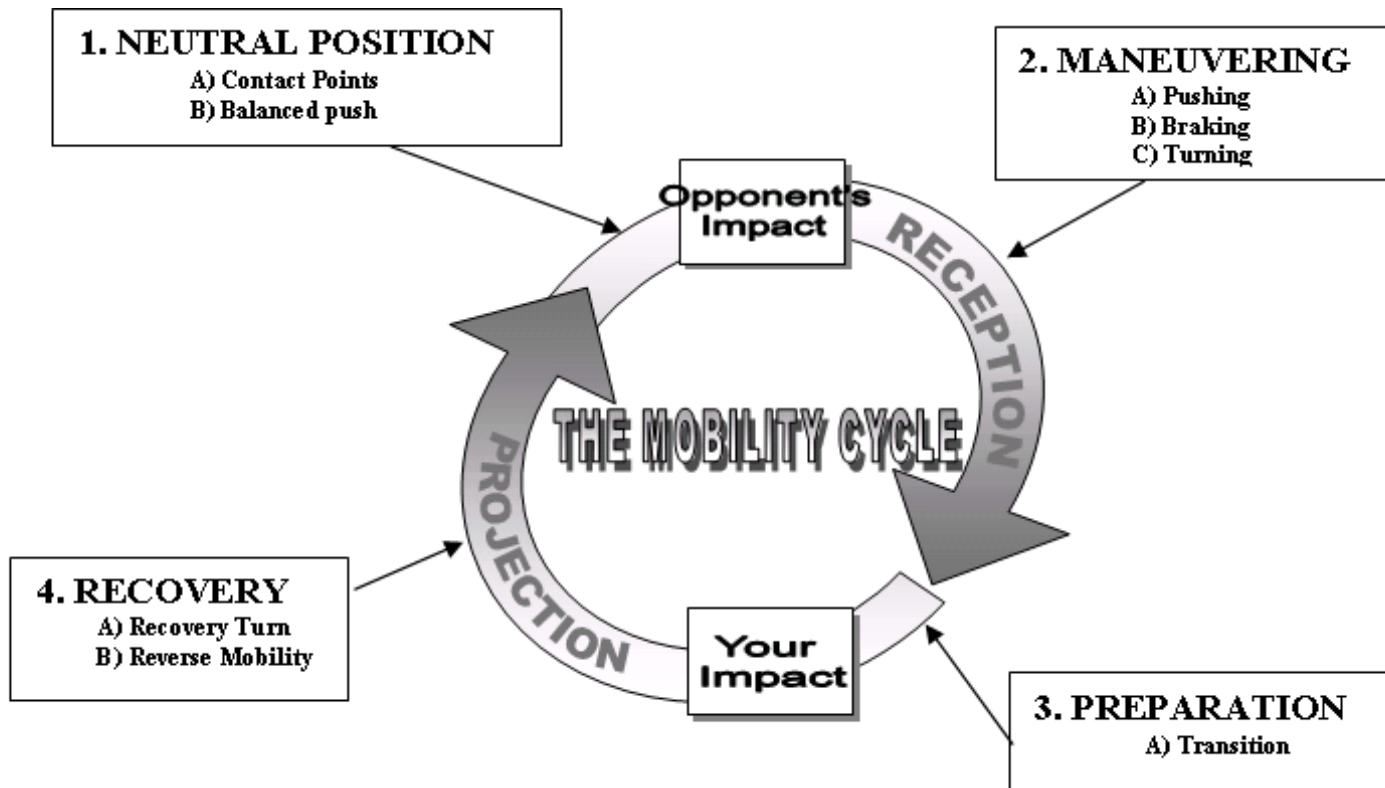 1. NEUTRAL POSITION
A) Contact Points
B) Balanced push
2. MANEUVERING
A) Pushing
B) Braking
C) Turning
Opponent's
Impact
RECEPTION
THE MOBILITY CYCLE
PROJECTION
4. RECOVERY
A) Recovery Turn
B) Reverse Mobility
Your
Impact
3. PREPARATION
A) Transition